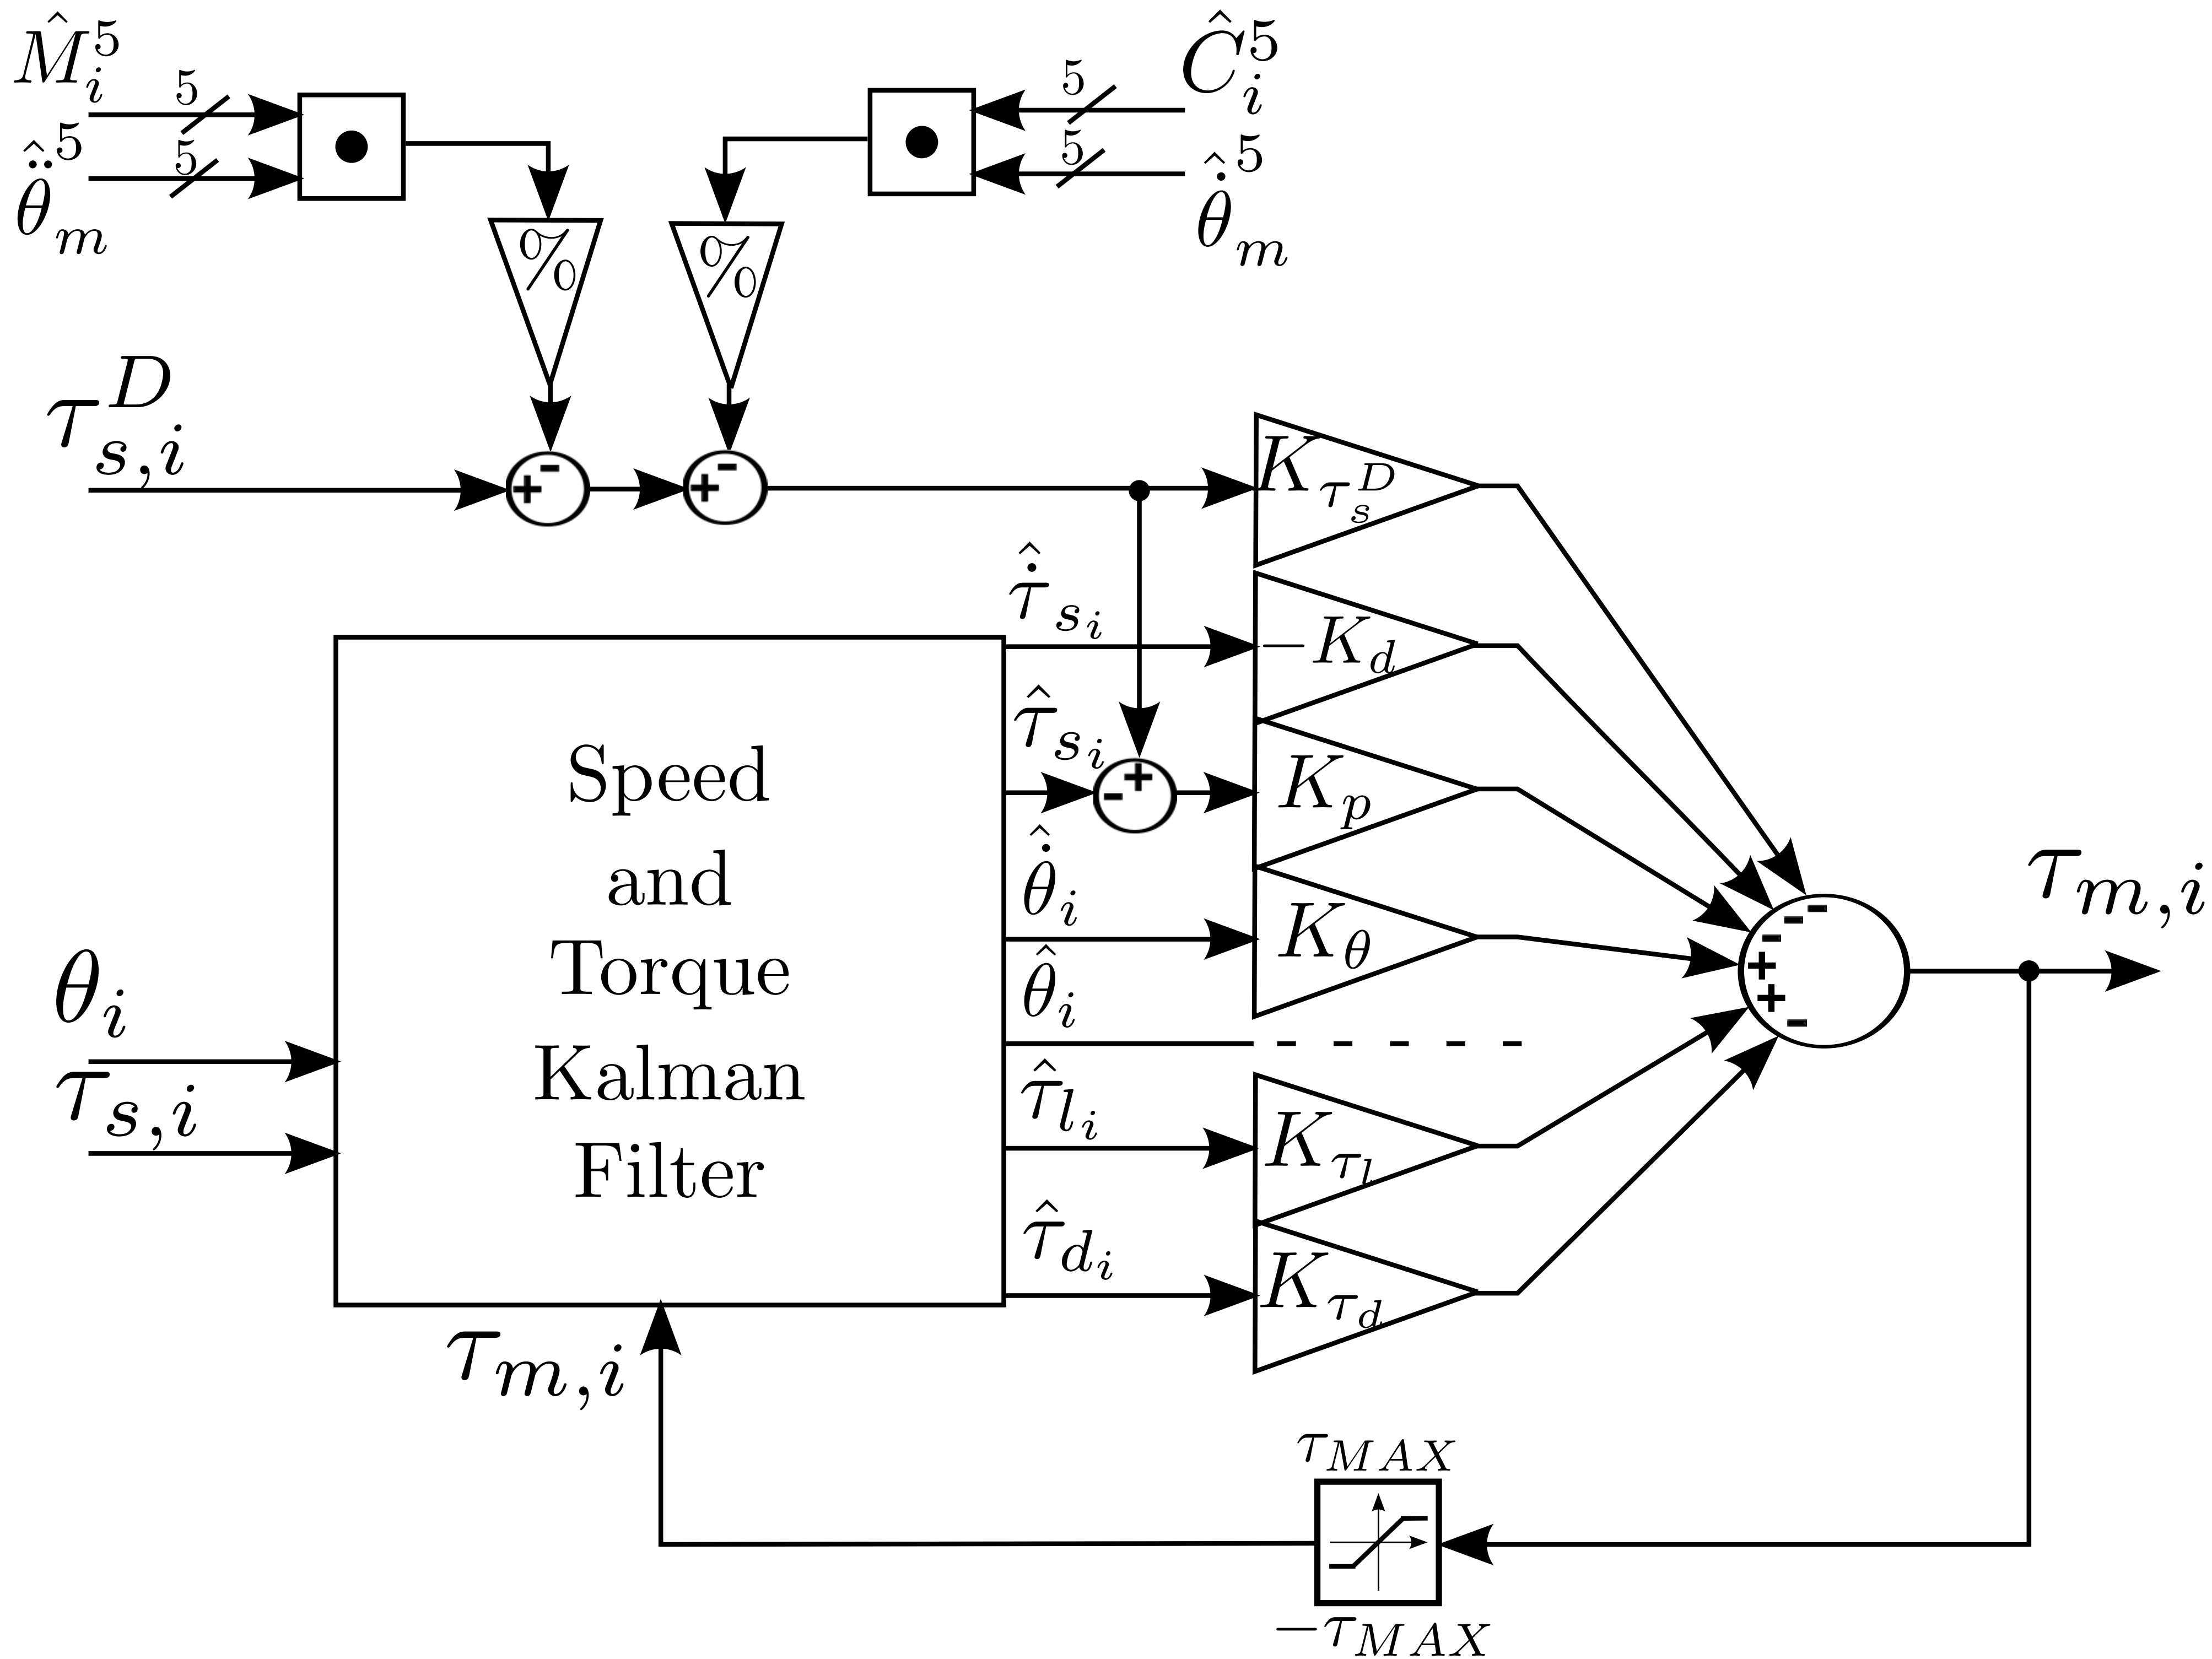 M̂_i^5
5
θ̈̂_m^5
5
Ĉ_i^5
5
θ̇̂_m^5
5
%
%
τ_{s,i}^D
+
-
+
-
K_{τ_s^D}
τ̇̂_{s_i}
-K_d
τ̂_{s_i}
-
+
K_p
θ̇̂_i
K_θ
θ̂_i
τ̂_{l_i}
K_{τ_l}
τ̂_{d_i}
K_{τ_d}
Speed
and
Torque
Kalman
Filter
θ_i
τ_{s,i}
τ_{m,i}
-
-
-
+
+
-
τ_{m,i}
τ_{MAX}
-τ_{MAX}